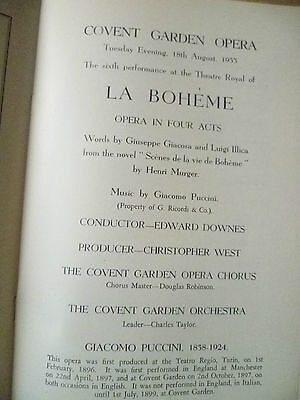 COVENT GARDEN OPERA
Tuesday Evening, 18th August, 1953
The sixth performance at the Theatre Royal of
LA BOHÈME
OPERA IN FOUR ACTS
Words by Giuseppe Giacosa and Luigi Illica
from the novel "Scènes de la vie de Bohème"
by Henri Murger.
Music by Giacomo Puccini.
(Property of G. Ricordi & Co.)
CONDUCTOR—EDWARD DOWNES
PRODUCER—CHRISTOPHER WEST
THE COVENT GARDEN OPERA CHORUS
Chorus Master—Douglas Robinson.
THE COVENT GARDEN ORCHESTRA
Leader—Charles Taylor.
GIACOMO PUCCINI, 1858-1924.
This opera was first produced at the Teatro Regio, Turin, on 1st
February, 1896. It was first performed in England at Manchester
on 22nd April, 1897, and at Covent Garden on 2nd October, 1897, on
both occasions in English. It was not performed in England, in Italian,
until 1st July, 1899, at Covent Garden.